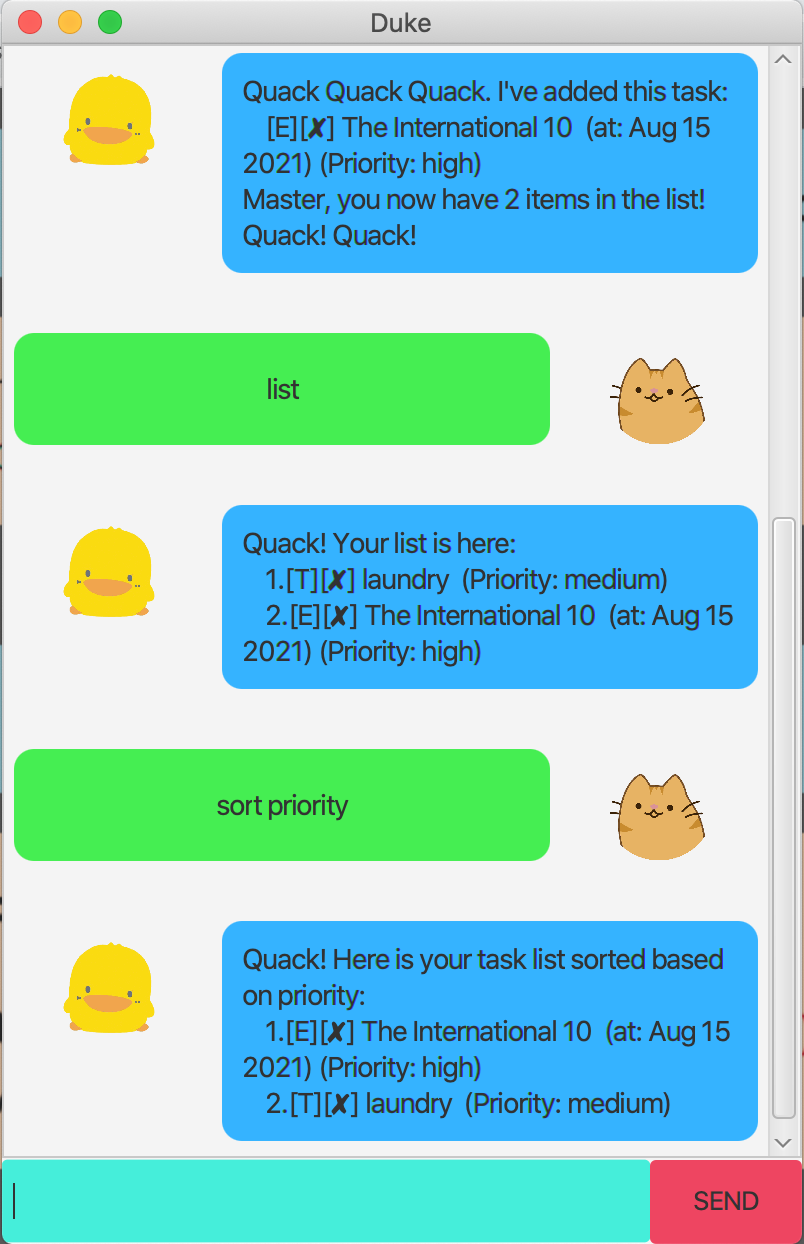 Duke
Quack Quack Quack. I've added this task:
[E][✘] The International 10  (at: Aug 15
2021) (Priority: high)
Master, you now have 2 items in the list!
Quack! Quack!
list
Quack! Your list is here:
1.[T][✘] laundry  (Priority: medium)
2.[E][✘] The International 10  (at: Aug 15
2021) (Priority: high)
sort priority
Quack! Here is your task list sorted based
on priority:
1.[E][✘] The International 10  (at: Aug 15
2021) (Priority: high)
2.[T][✘] laundry  (Priority: medium)
SEND